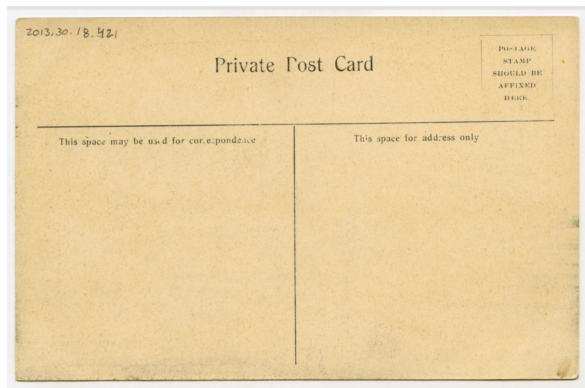 2013.30.18.421
Private Post Card
POSTAGE
STAMP
SHOULD BE
AFFIXED
HERE.
This space may be used for correspondence
This space for address only